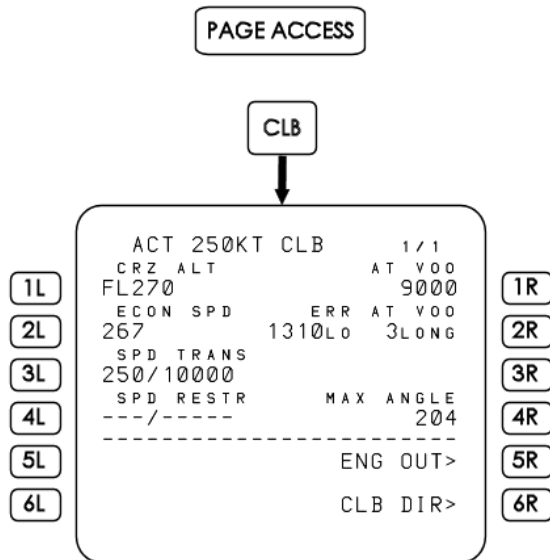 PAGE ACCESS
CLB
ACT 250KT CLB 1/1
CRZ ALT AT VOO
1L FL270 9000 1R
ECON SPD ERR AT VOO
2L 267 1310LO 3LONG 2R
SPD TRANS
3L 250/10000 3R
SPD RESTR MAX ANGLE
4L ---/----- 204 4R
------------------------
5L ENG OUT> 5R
6L CLB DIR> 6R